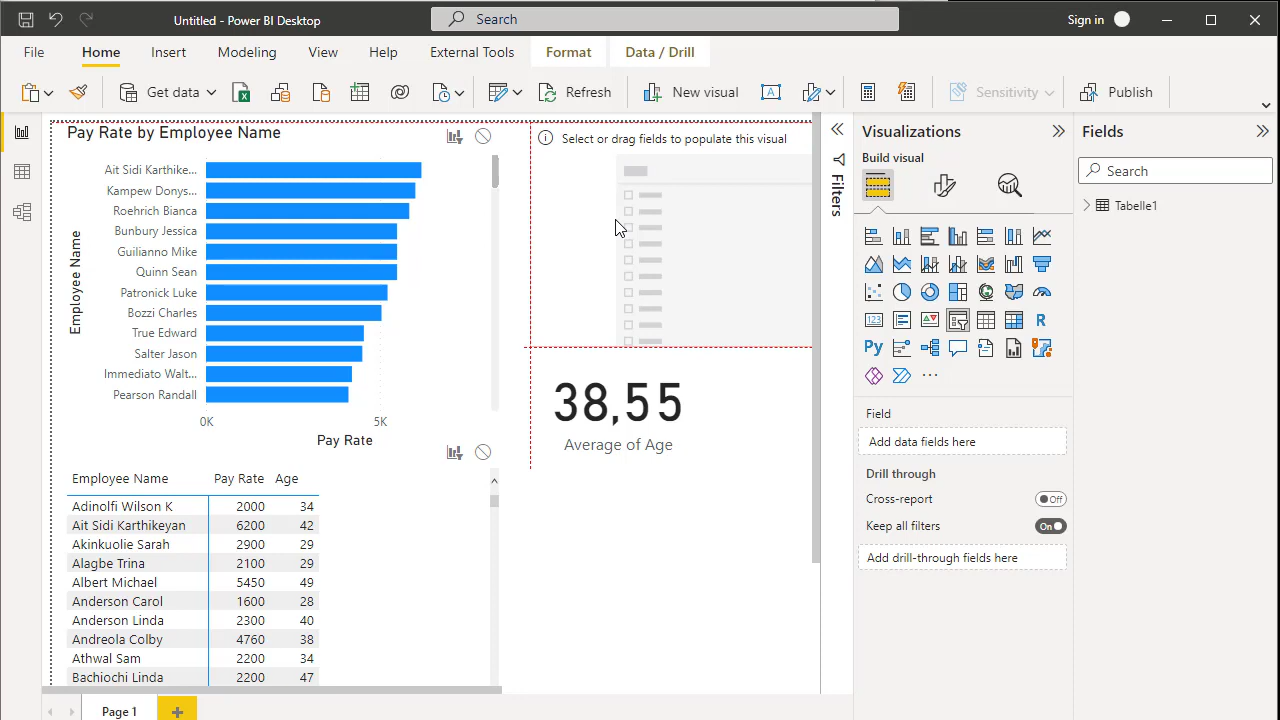 Untitled - Power BI Desktop
Search
Sign in
File Home Insert Modeling View Help External Tools Format Data / Drill
Get data Refresh New visual Sensitivity Publish
Pay Rate by Employee Name
Employee Name
Ait Sidi Karthike...
Kampew Donys...
Roehrich Bianca
Bunbury Jessica
Guilianno Mike
Quinn Sean
Patronick Luke
Bozzi Charles
True Edward
Salter Jason
Immediato Walt...
Pearson Randall
0K 5K
Pay Rate
Employee Name Pay Rate Age
Adinolfi Wilson K 2000 34
Ait Sidi Karthikeyan 6200 42
Akinkuolie Sarah 2900 29
Alagbe Trina 2100 29
Albert Michael 5450 49
Anderson Carol 1600 28
Anderson Linda 2300 40
Andreola Colby 4760 38
Athwal Sam 2200 34
Bachiochi Linda 2200 47
Select or drag fields to populate this visual
38,55
Average of Age
Filters
Visualizations
Build visual
123
R
Py
Field
Add data fields here
Drill through
Cross-report Off
Keep all filters On
Add drill-through fields here
Fields
Search
Tabelle1
Page 1